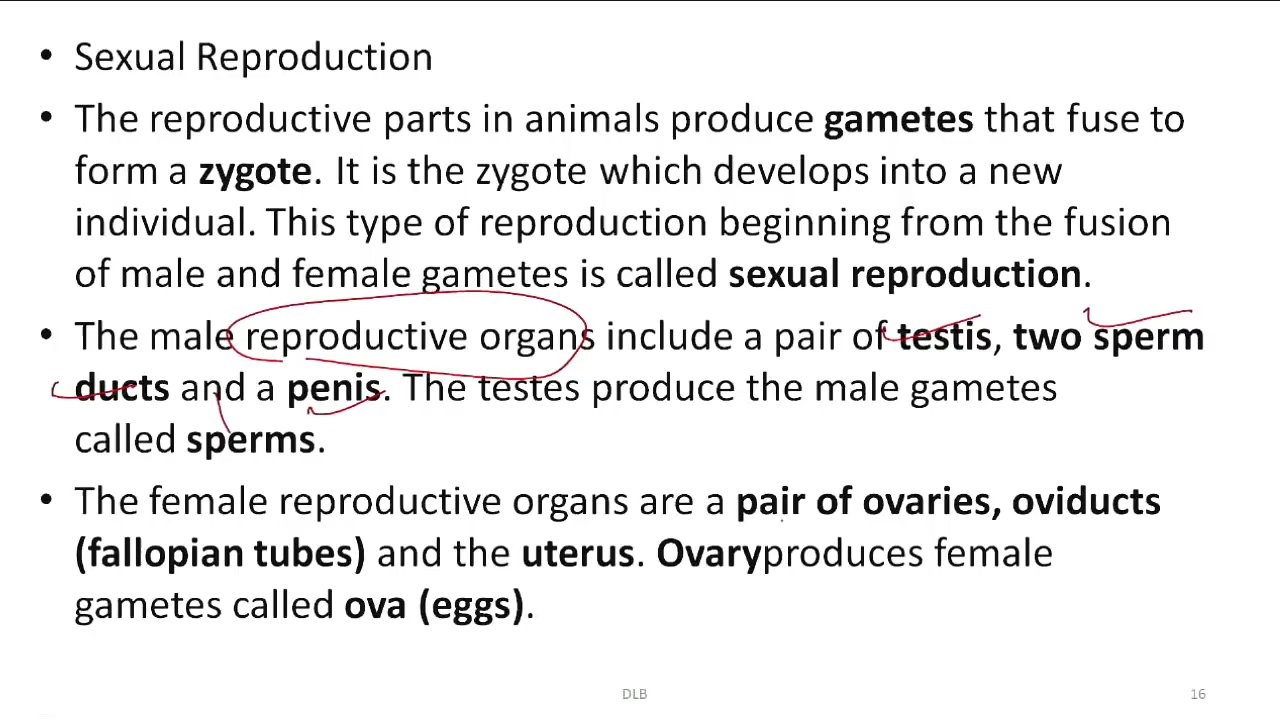 • Sexual Reproduction
• The reproductive parts in animals produce gametes that fuse to
form a zygote. It is the zygote which develops into a new
individual. This type of reproduction beginning from the fusion
of male and female gametes is called sexual reproduction.
• The male reproductive organs include a pair of testis, two sperm
ducts and a penis. The testes produce the male gametes
called sperms.
• The female reproductive organs are a pair of ovaries, oviducts
(fallopian tubes) and the uterus. Ovaryproduces female
gametes called ova (eggs).
DLB 16